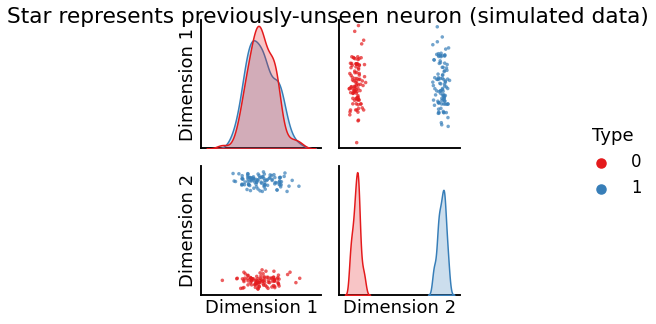 Star represents previously-unseen neuron (simulated data)
Dimension 1
Dimension 2
Dimension 1
Dimension 2
Type
0
1